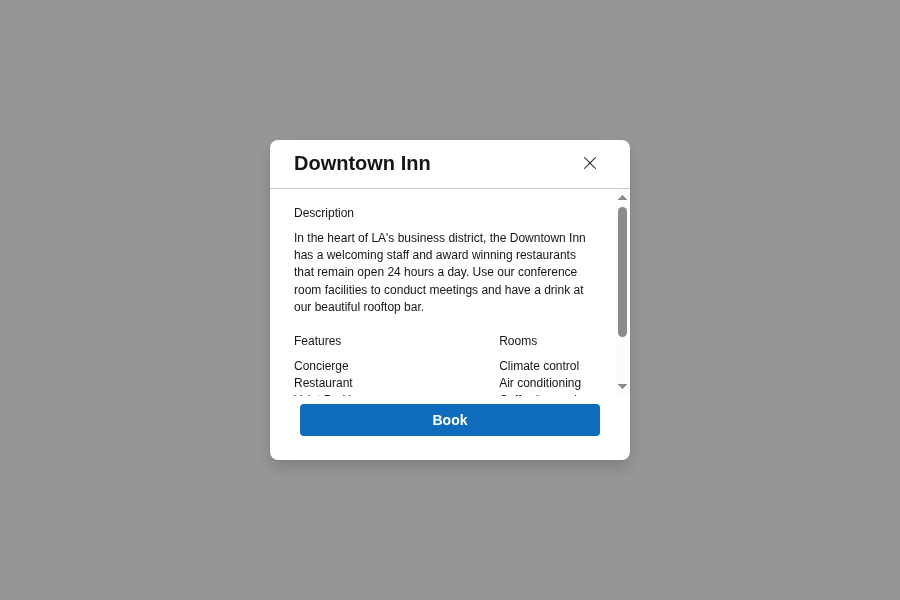 Downtown Inn
Description
In the heart of LA's business district, the Downtown Inn
has a welcoming staff and award winning restaurants
that remain open 24 hours a day. Use our conference
room facilities to conduct meetings and have a drink at
our beautiful rooftop bar.
Features
Rooms
Concierge
Climate control
Restaurant
Air conditioning
Book